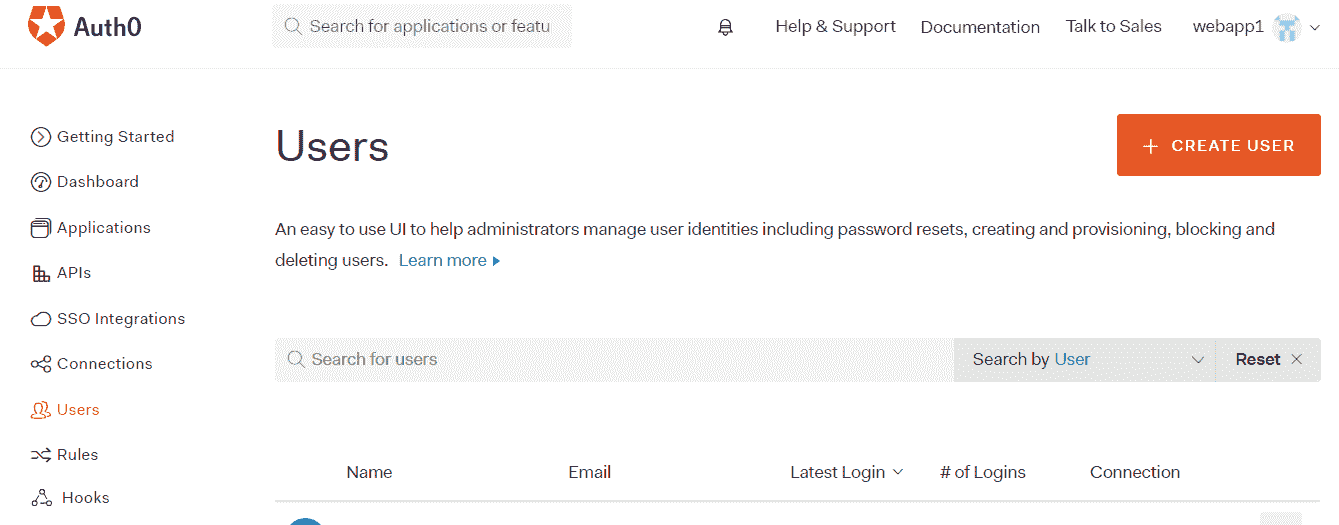 Auth0
Search for applications or featu
Help & Support
Documentation
Talk to Sales
webapp1
Getting Started
Dashboard
Applications
APIs
SSO Integrations
Connections
Users
Rules
Hooks
Users
+ CREATE USER
An easy to use UI to help administrators manage user identities including password resets, creating and provisioning, blocking and
deleting users. Learn more
Search for users
Search by User
Reset
Name
Email
Latest Login
# of Logins
Connection